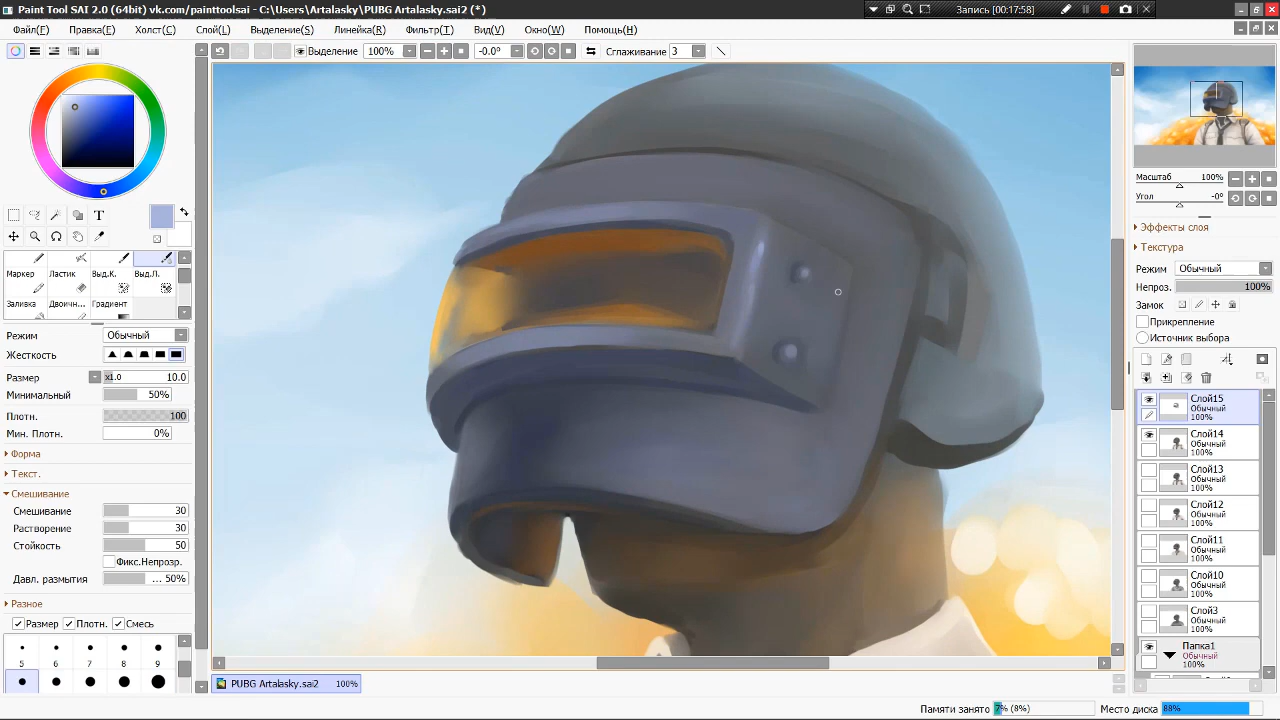 Paint Tool SAI 2.0 (64bit) vk.com/painttoolsai - C:\Users\Artalasky\PUBG Artalasky.sai2 (*)
Запись [00:17:58]
Файл(F) Правка(E) Холст(C) Слой(L) Выделение(S) Линейка(R) Фильтр(T) Вид(V) Окно(W) Помощь(H)
Выделение 100% -0.0° Сглаживание 3
T
Маркер Ластик Выд.К. Выд.Л.
Заливка Двоичн... Градиент
Режим Обычный
Жесткость
Размер x1.0 10.0
Минимальный 50%
Плотн. 100
Мин. Плотн. 0%
Форма
Текст.
Смешивание
Смешивание 30
Растворение 30
Стойкость 50
Фикс.Непрозр.
Давл. размытия ... 50%
Разное
Размер Плотн. Смесь
5 6 7 8 9
PUBG Artalasky.sai2 100%
Масштаб 100%
Угол -0°
Эффекты слоя
Текстура
Режим Обычный
Непроз. 100%
Замок
Прикрепление
Источник выбора
Слой15
Обычный
100%
Слой14
Обычный
100%
Слой13
Обычный
100%
Слой12
Обычный
100%
Слой11
Обычный
100%
Слой10
Обычный
100%
Слой3
Обычный
100%
Папка1
Обычный
100%
Памяти занято 7% (8%) Место диска 88%